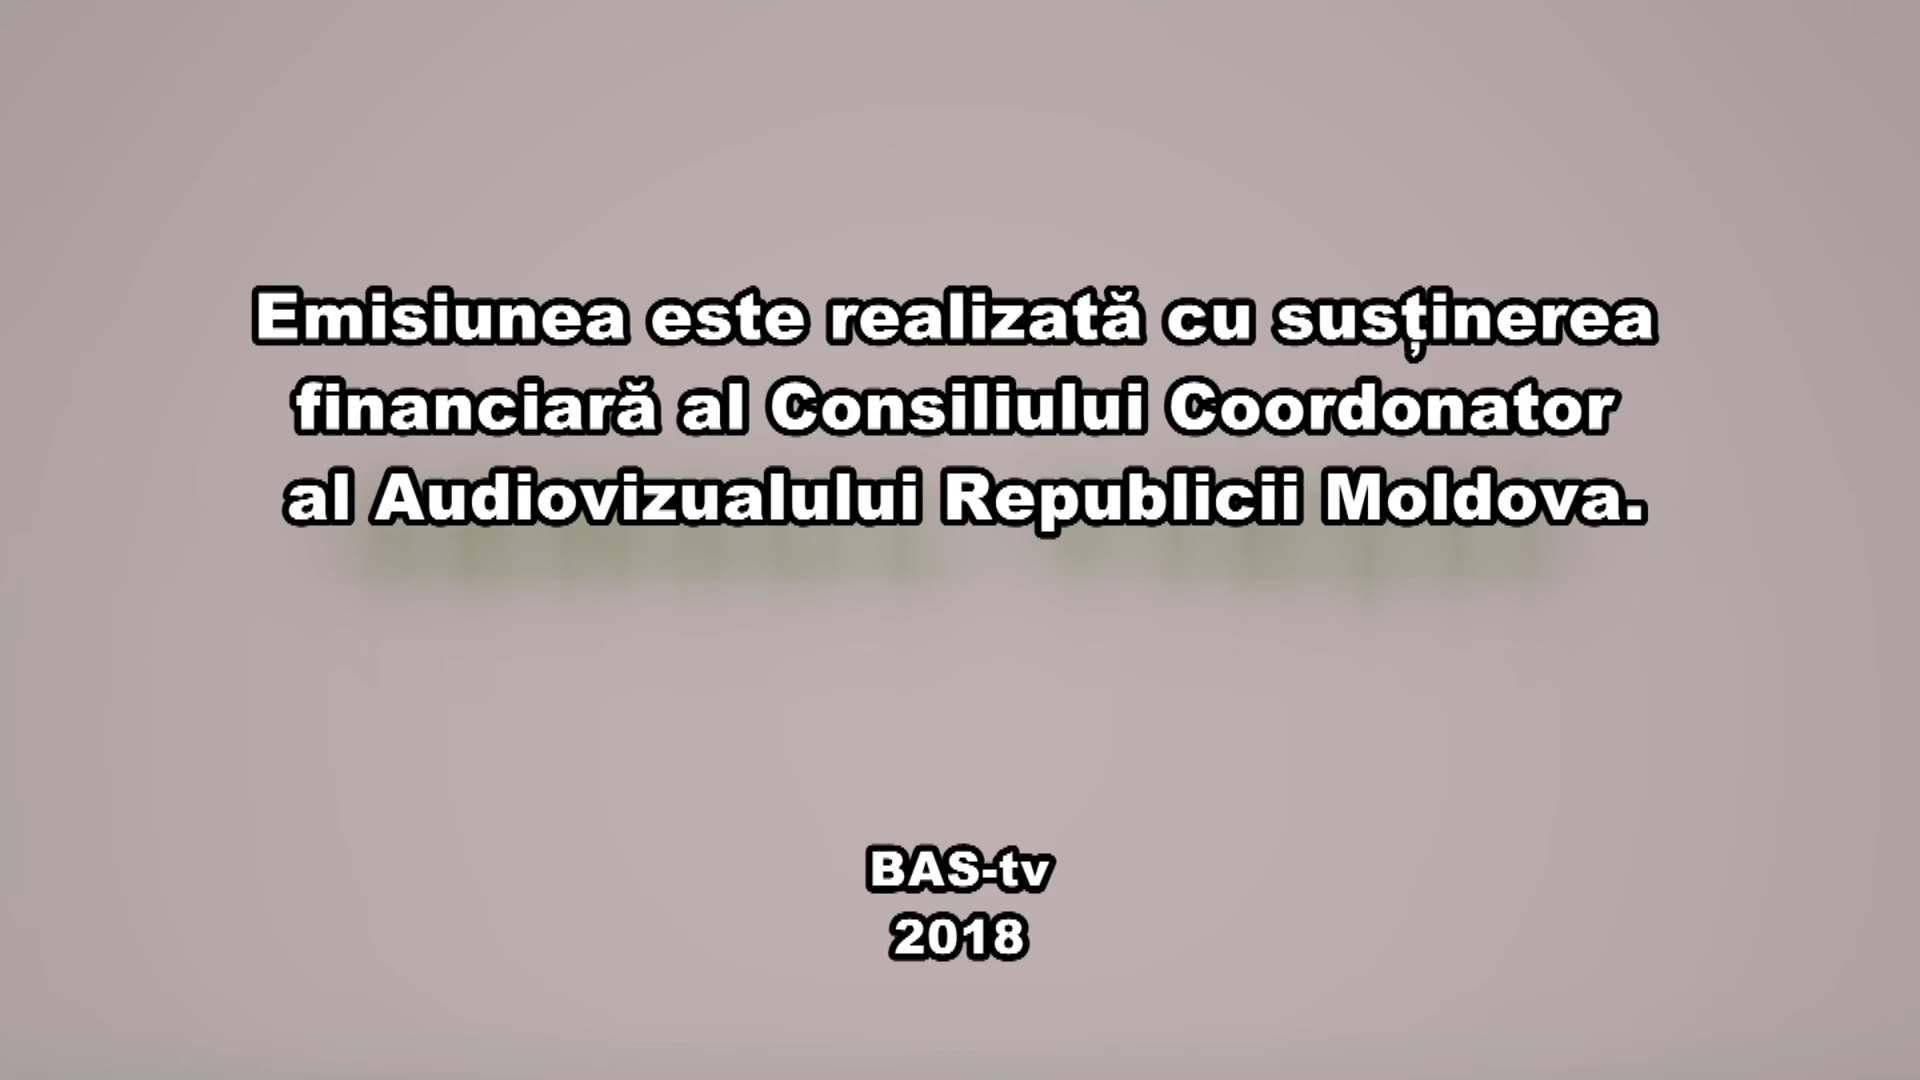 Emisiunea este realizată cu susținerea
financiară al Consiliului Coordonator
al Audiovizualului Republicii Moldova.
BAS-tv
2018